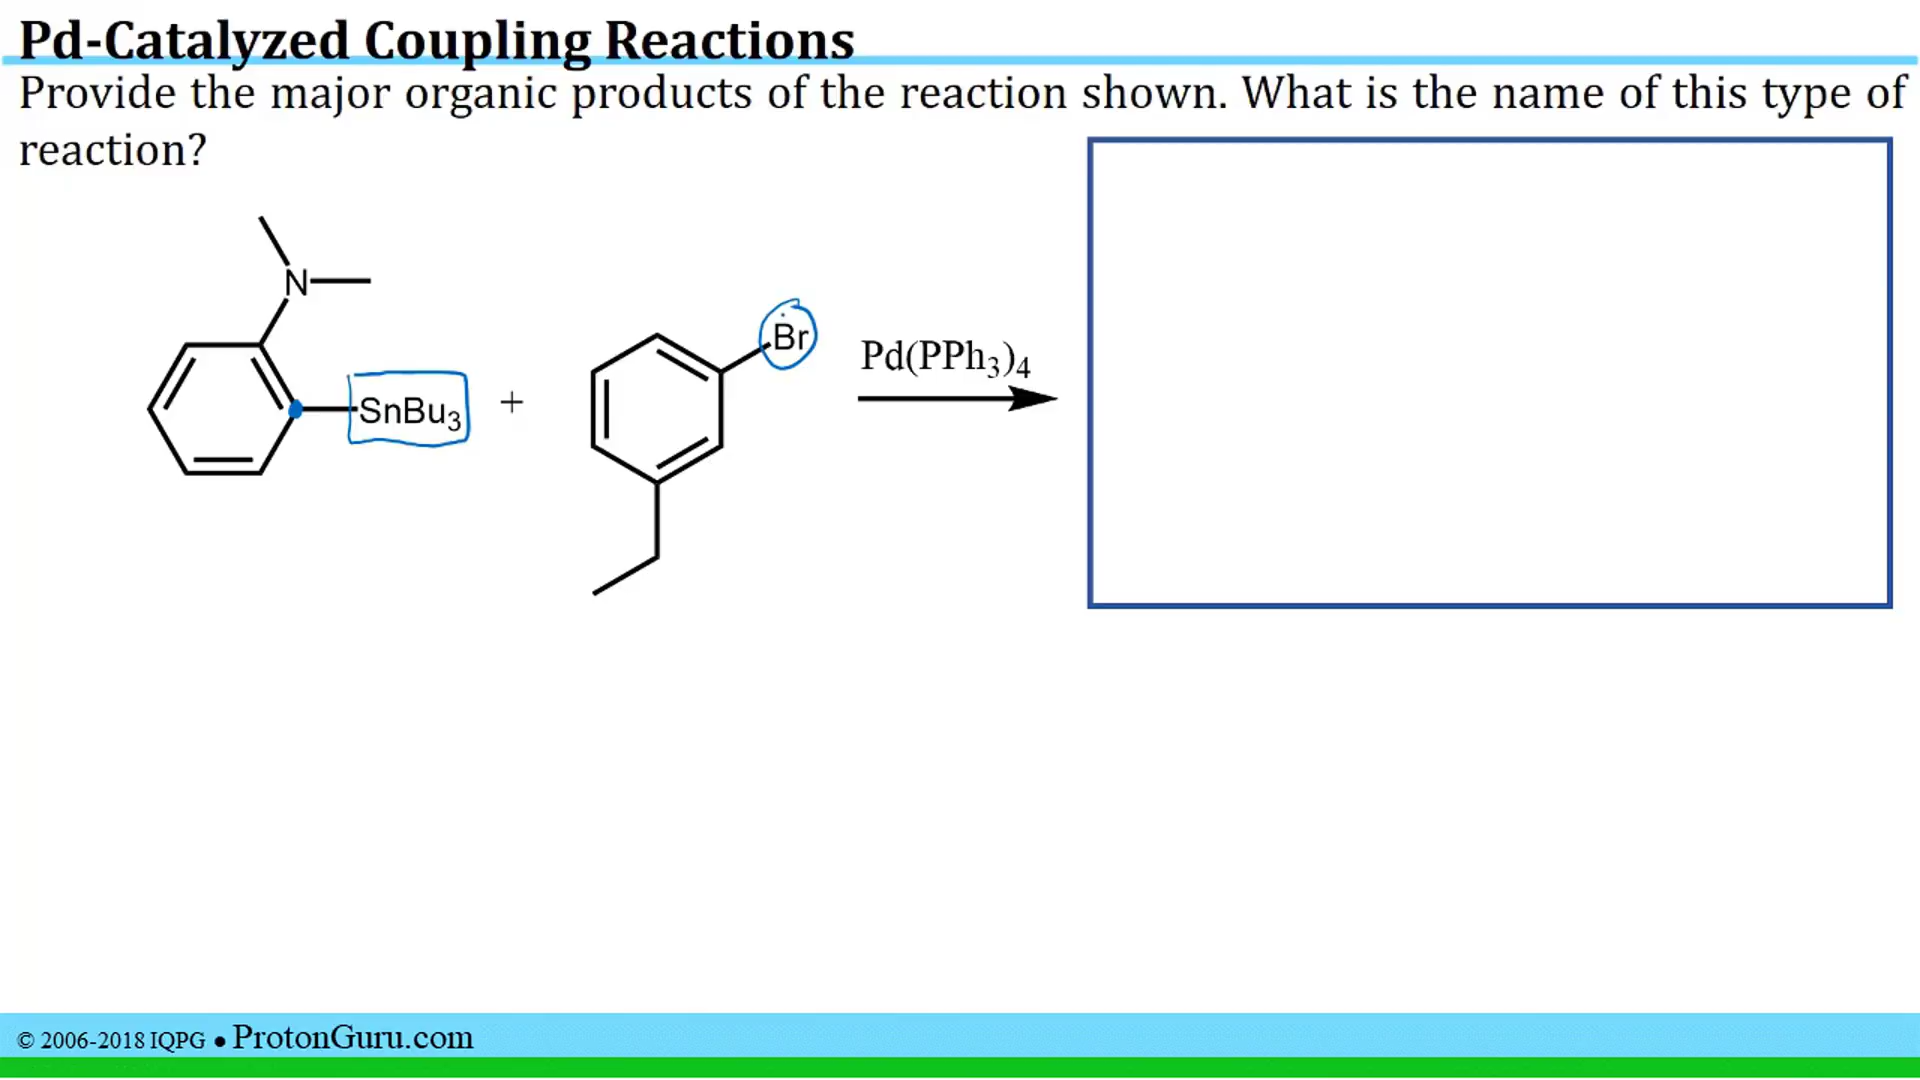 Pd-Catalyzed Coupling Reactions
Provide the major organic products of the reaction shown. What is the name of this type of
reaction?
N
Br
SnBu₃
+
Pd(PPh₃)₄
© 2006-2018 IQPG ● ProtonGuru.com